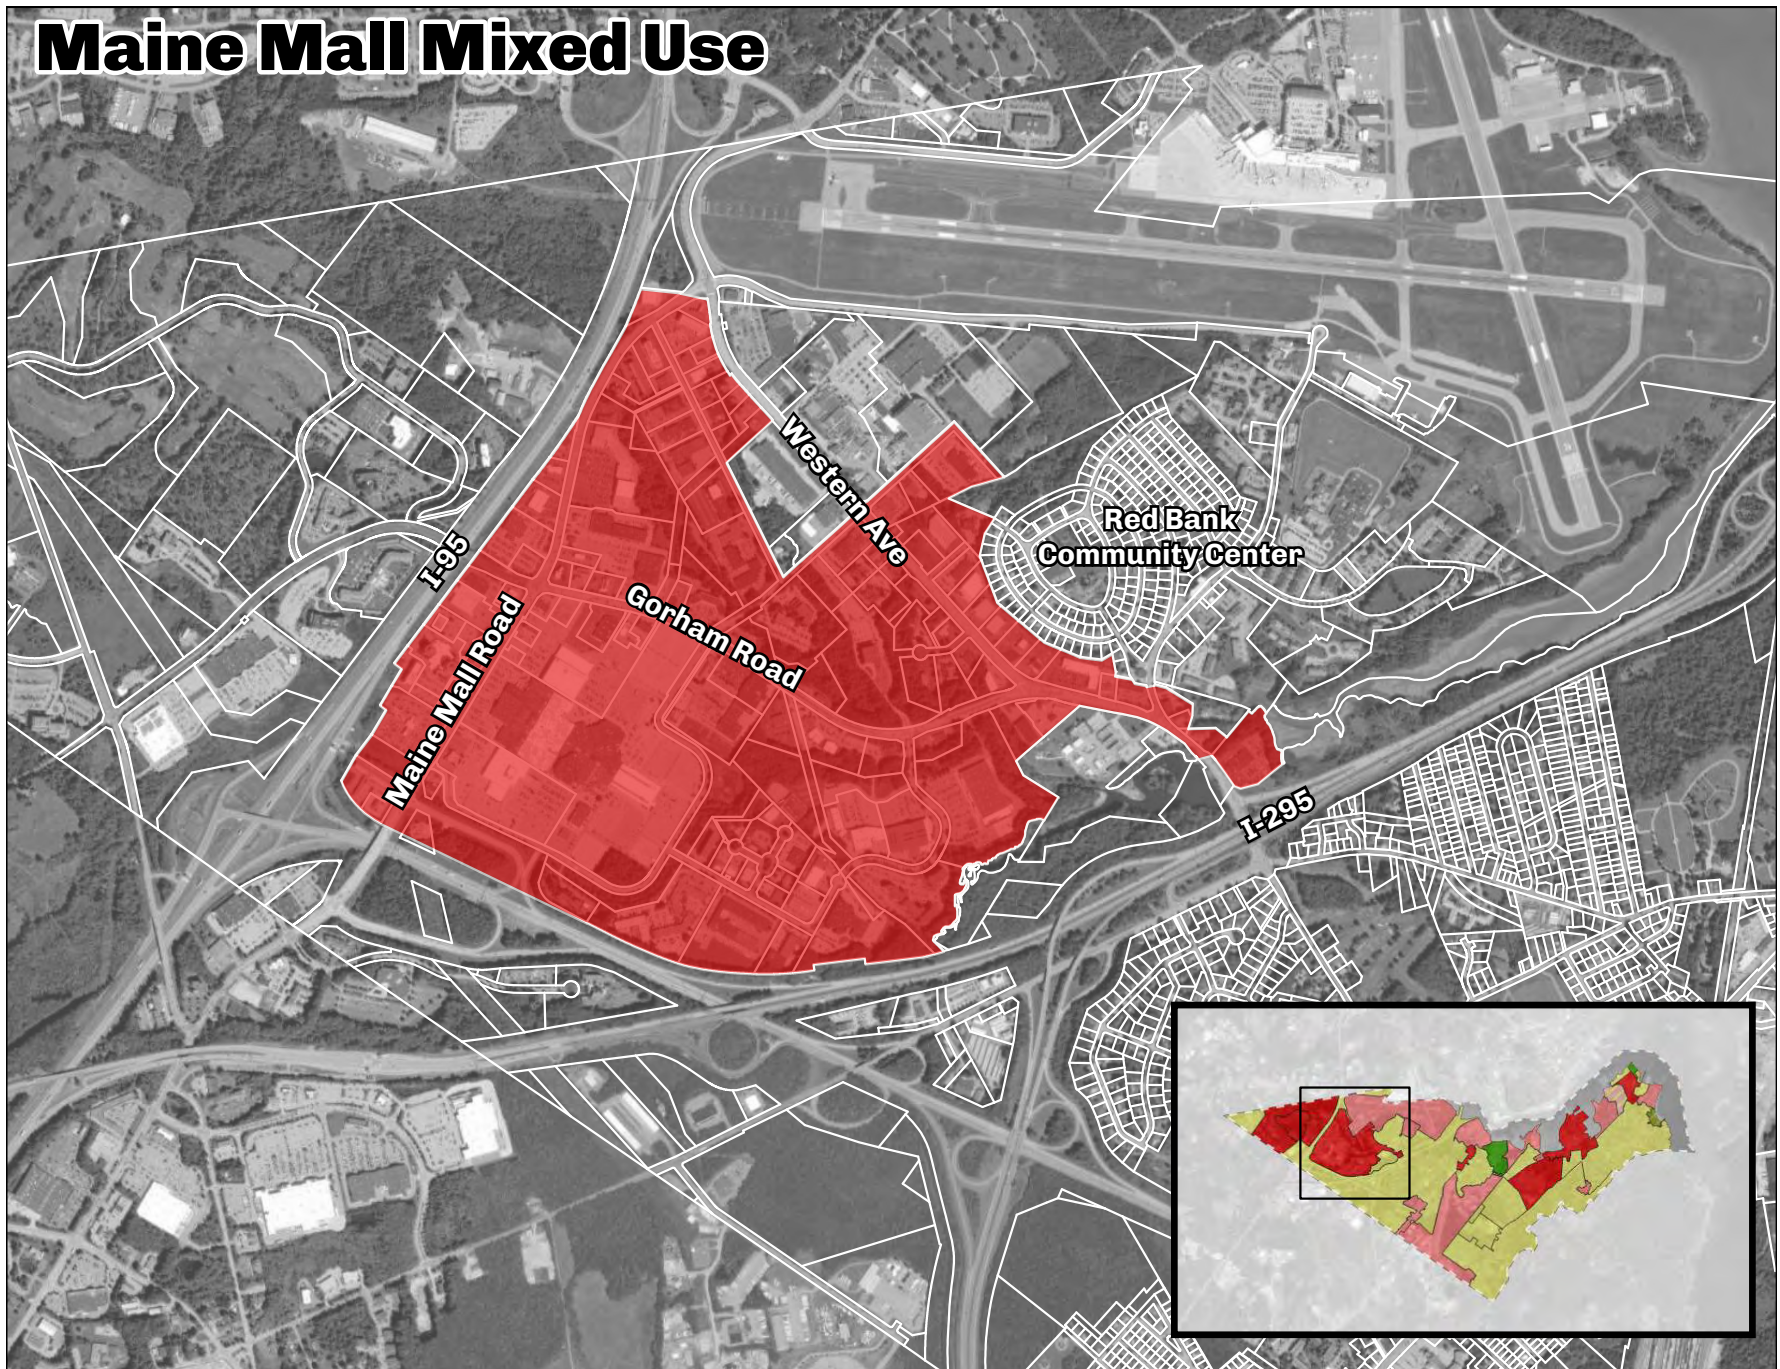 Maine Mall Mixed Use
Western Ave
Red Bank
Community Center
I-95
Gorham Road
Maine Mall Road
I-295